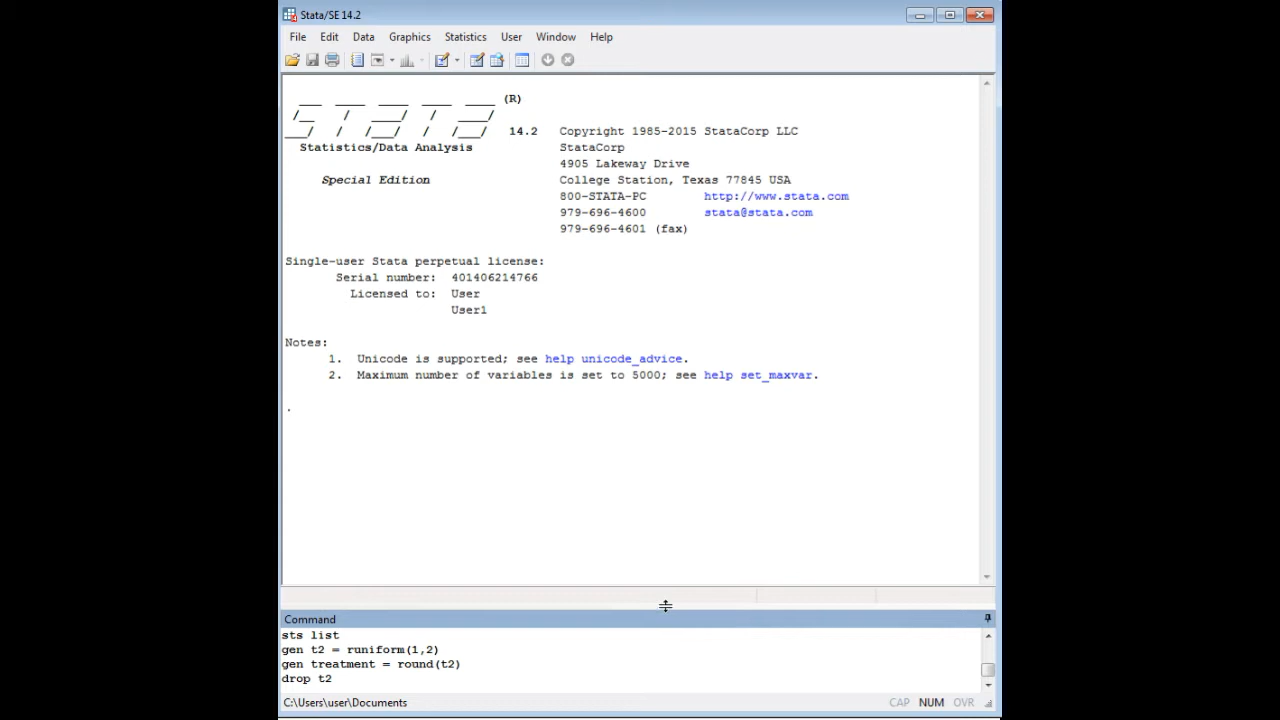 Stata/SE 14.2
File Edit Data Graphics Statistics User Window Help
(R)
STATA 14.2 Copyright 1985-2015 StataCorp LLC
Statistics/Data Analysis StataCorp
4905 Lakeway Drive
Special Edition College Station, Texas 77845 USA
800-STATA-PC http://www.stata.com
979-696-4600 stata@stata.com
979-696-4601 (fax)
Single-user Stata perpetual license:
Serial number: 401406214766
Licensed to: User
User1
Notes:
1. Unicode is supported; see help unicode_advice.
2. Maximum number of variables is set to 5000; see help set_maxvar.
.
Command
sts list
gen t2 = runiform(1,2)
gen treatment = round(t2)
drop t2
C:\Users\user\Documents CAP NUM OVR